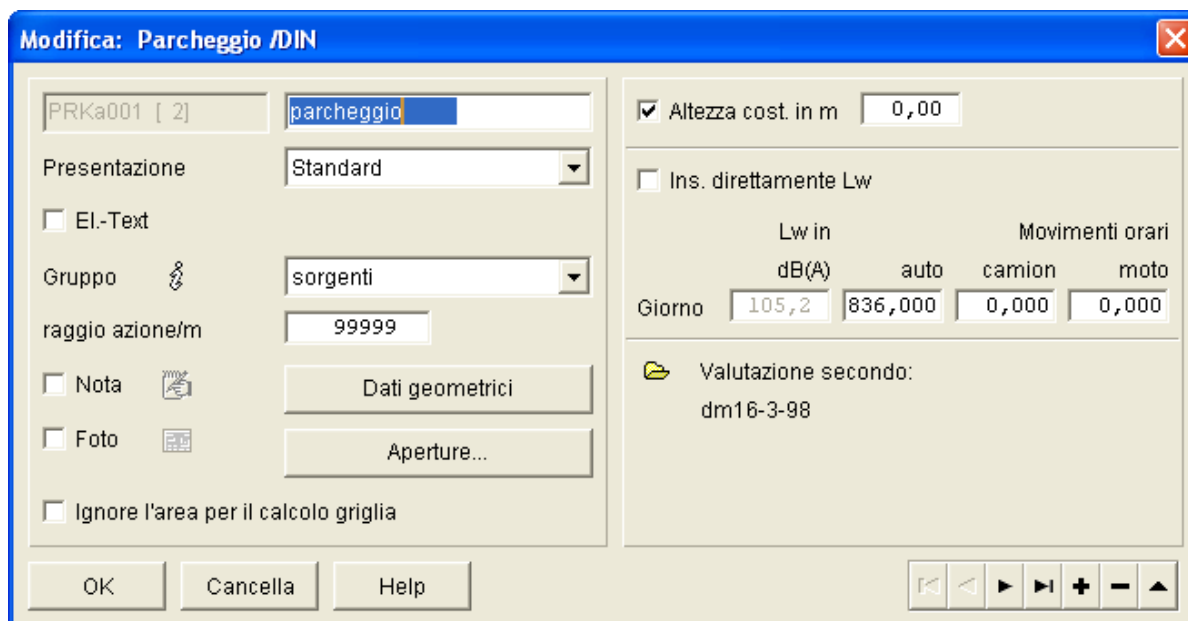 Modifica: Parcheggio /DIN
PRKa001 [ 2]
parcheggio
Presentazione
Standard
El.-Text
Gruppo
sorgenti
raggio azione/m
99999
Nota
Dati geometrici
Foto
Aperture...
Ignore l'area per il calcolo griglia
Altezza cost. in m 0,00
Ins. direttamente Lw
Lw in Movimenti orari
dB(A) auto camion moto
Giorno 105,2 836,000 0,000 0,000
Valutazione secondo:
dm16-3-98
OK Cancella Help